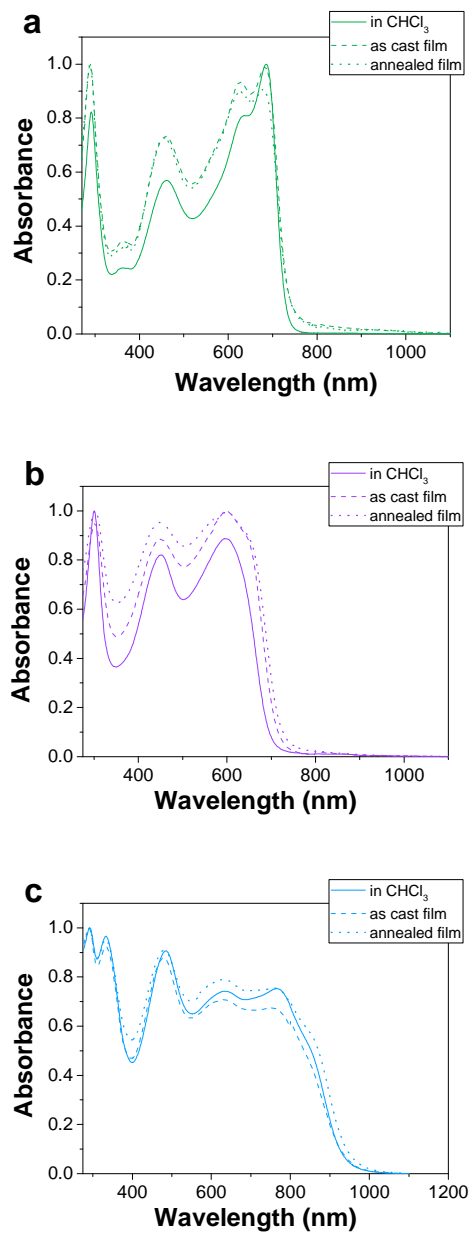 a
in CHCl₃
as cast film
annealed film
1.0
0.8
0.6
0.4
0.2
0.0
Absorbance
400 600 800 1000
Wavelength (nm)
b
in CHCl₃
as cast film
annealed film
1.0
0.8
0.6
0.4
0.2
0.0
Absorbance
400 600 800 1000
Wavelength (nm)
c
in CHCl₃
as cast film
annealed film
1.0
0.8
0.6
0.4
0.2
0.0
Absorbance
400 600 800 1000 1200
Wavelength (nm)